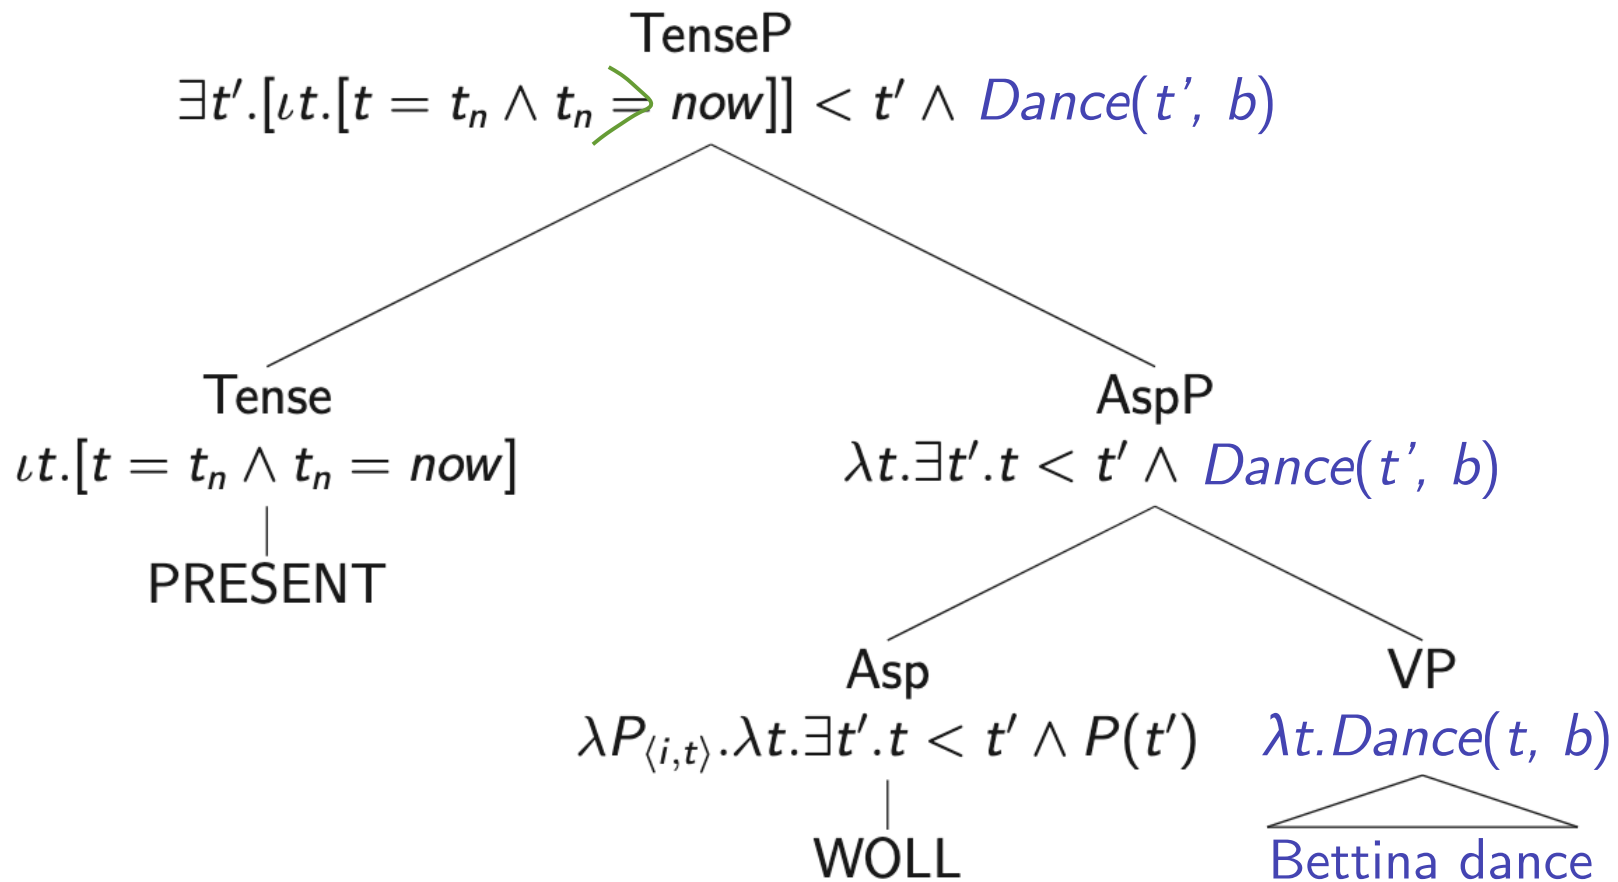 TenseP
∃t′.[ιt.[t = tₙ ∧ tₙ = now]] < t′ ∧ Dance(t’, b)
Tense
AspP
ιt.[t = tₙ ∧ tₙ = now]
λt.∃t′.t < t′ ∧ Dance(t’, b)
PRESENT
Asp
VP
λP⟨i,t⟩.λt.∃t′.t < t′ ∧ P(t′)
λt.Dance(t, b)
WOLL
Bettina dance